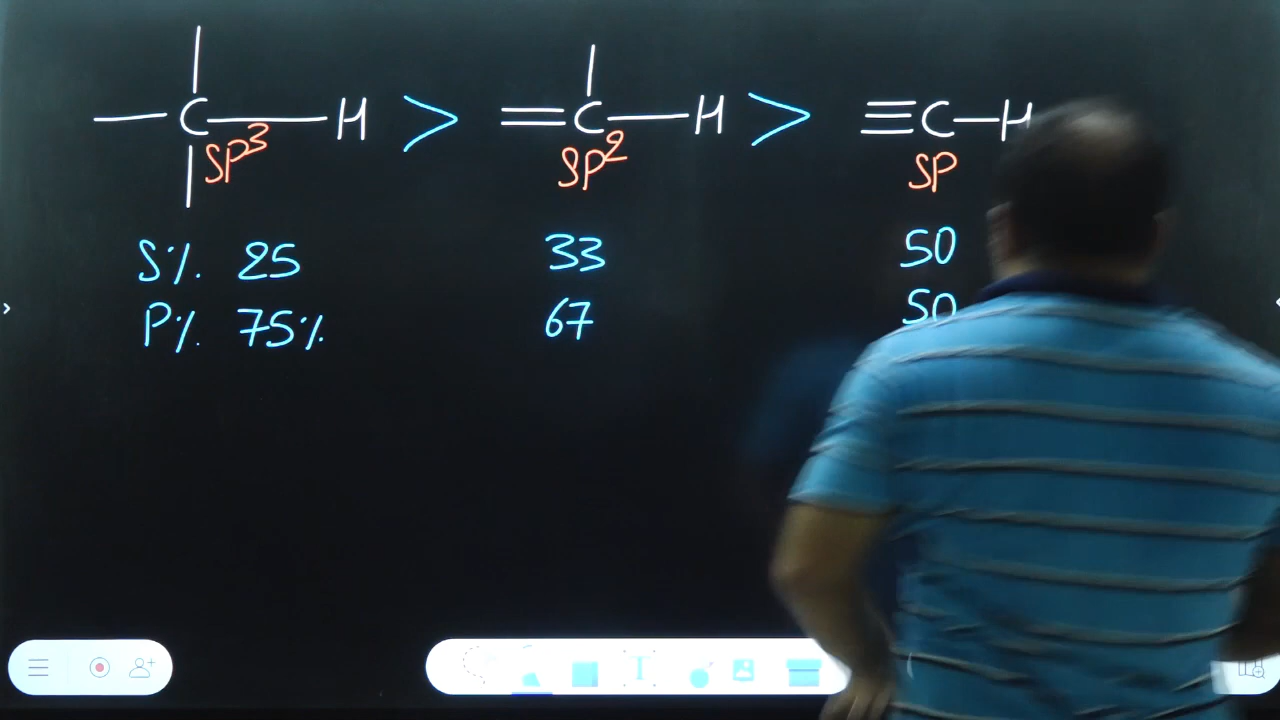 — C — H > = C — H > ≡ C — H
SP³ SP² SP
S% 25 33 50
P% 75% 67 50
T